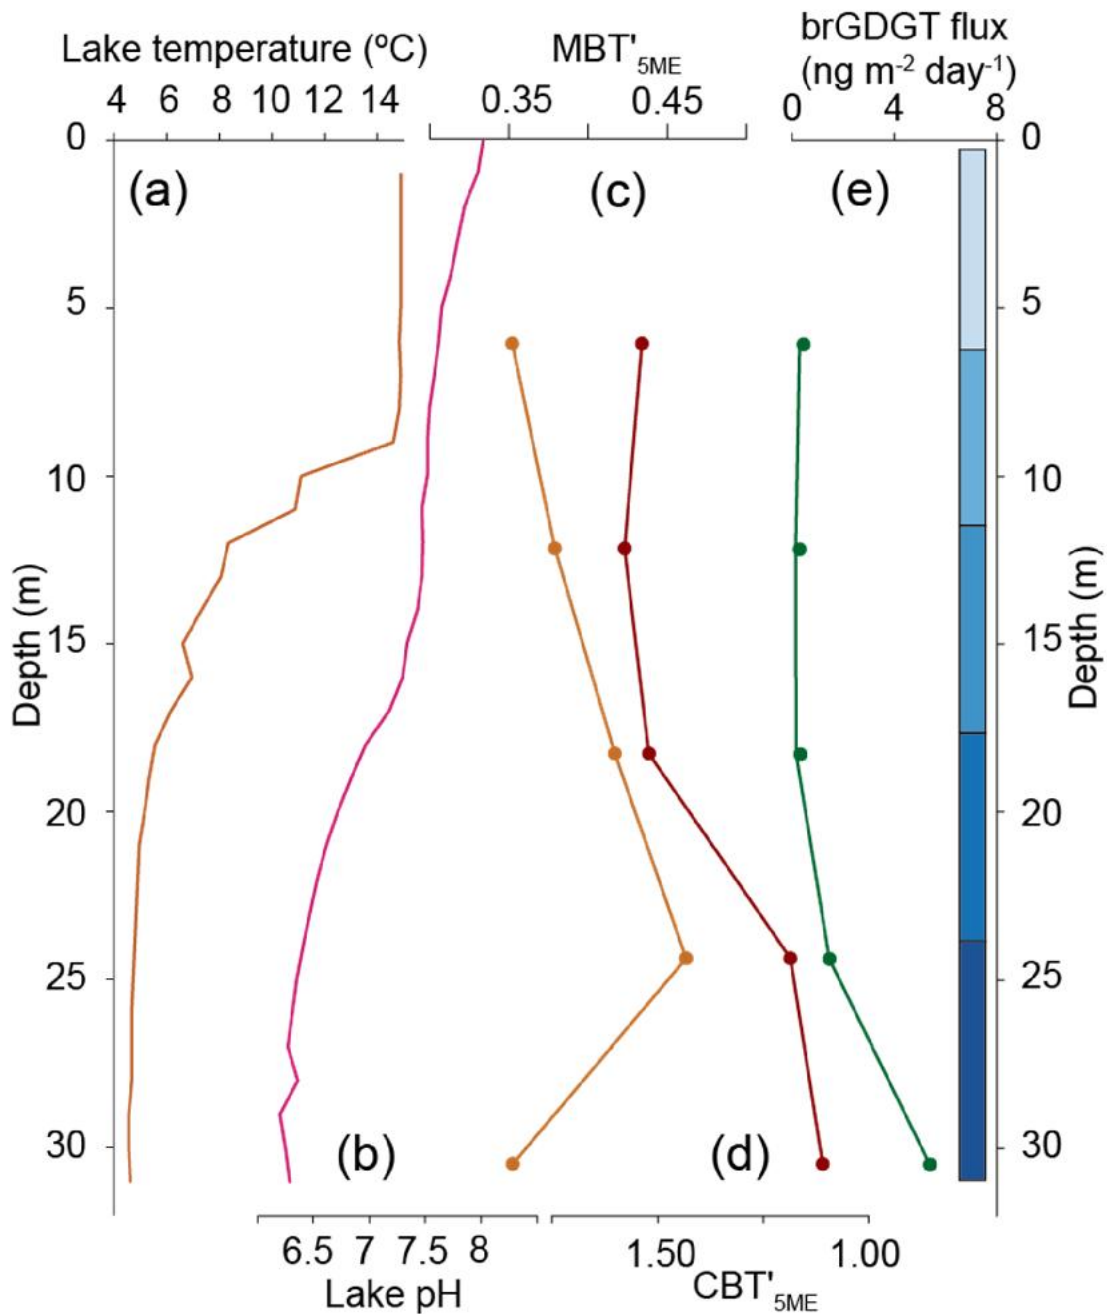 Lake temperature (ºC)
4 6 8 10 12 14
MBT'5ME
0.35 0.45
brGDGT flux
(ng m-2 day-1)
0 4 8
0 0
(a) (c) (e)
5 5
10 10
15 15
Depth (m) Depth (m)
20 20
25 25
30 30
(b) (d)
6.5 7 7.5 8
Lake pH
1.50 1.00
CBT'5ME